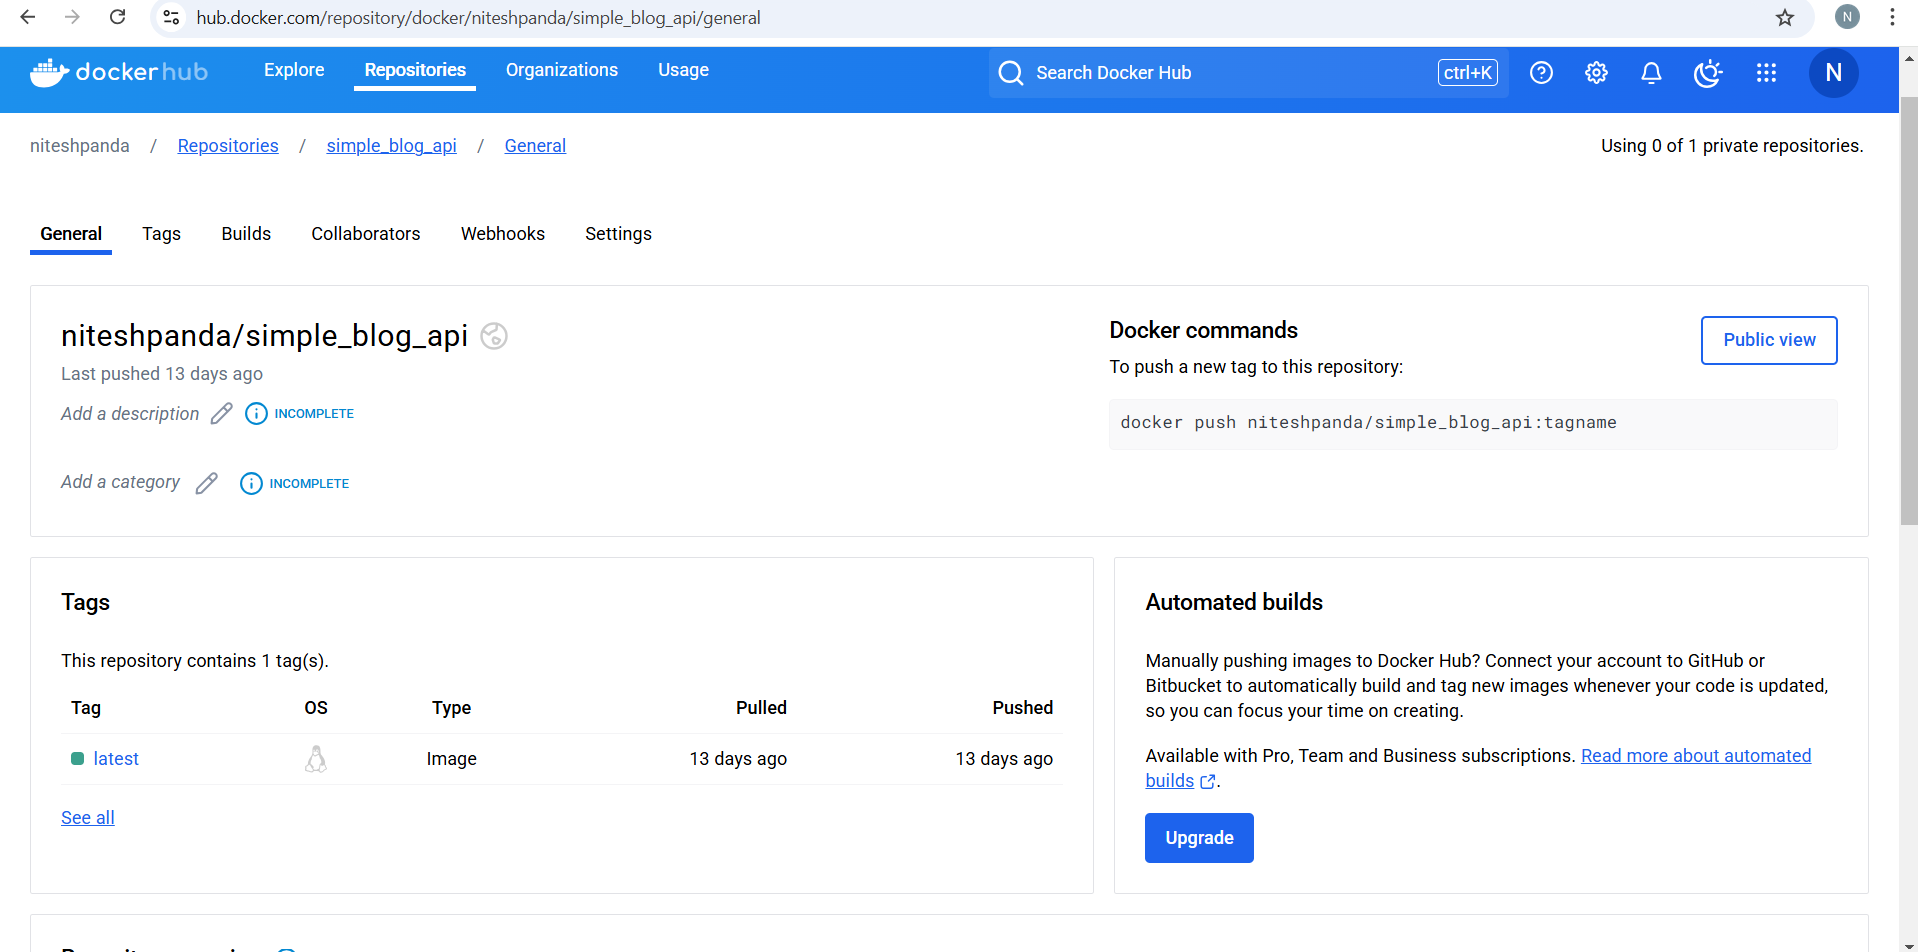 hub.docker.com/repository/docker/niteshpanda/simple_blog_api/general
N
dockerhub
Explore
Repositories
Organizations
Usage
Search Docker Hub
ctrl+K
N
niteshpanda / Repositories / simple_blog_api / General
Using 0 of 1 private repositories.
General
Tags
Builds
Collaborators
Webhooks
Settings
niteshpanda/simple_blog_api
Last pushed 13 days ago
Add a description
INCOMPLETE
Add a category
INCOMPLETE
Docker commands
To push a new tag to this repository:
Public view
docker push niteshpanda/simple_blog_api:tagname
Tags
This repository contains 1 tag(s).
Tag OS Type Pulled Pushed
latest Image 13 days ago 13 days ago
See all
Automated builds
Manually pushing images to Docker Hub? Connect your account to GitHub or
Bitbucket to automatically build and tag new images whenever your code is updated,
so you can focus your time on creating.
Available with Pro, Team and Business subscriptions. Read more about automated
builds .
Upgrade